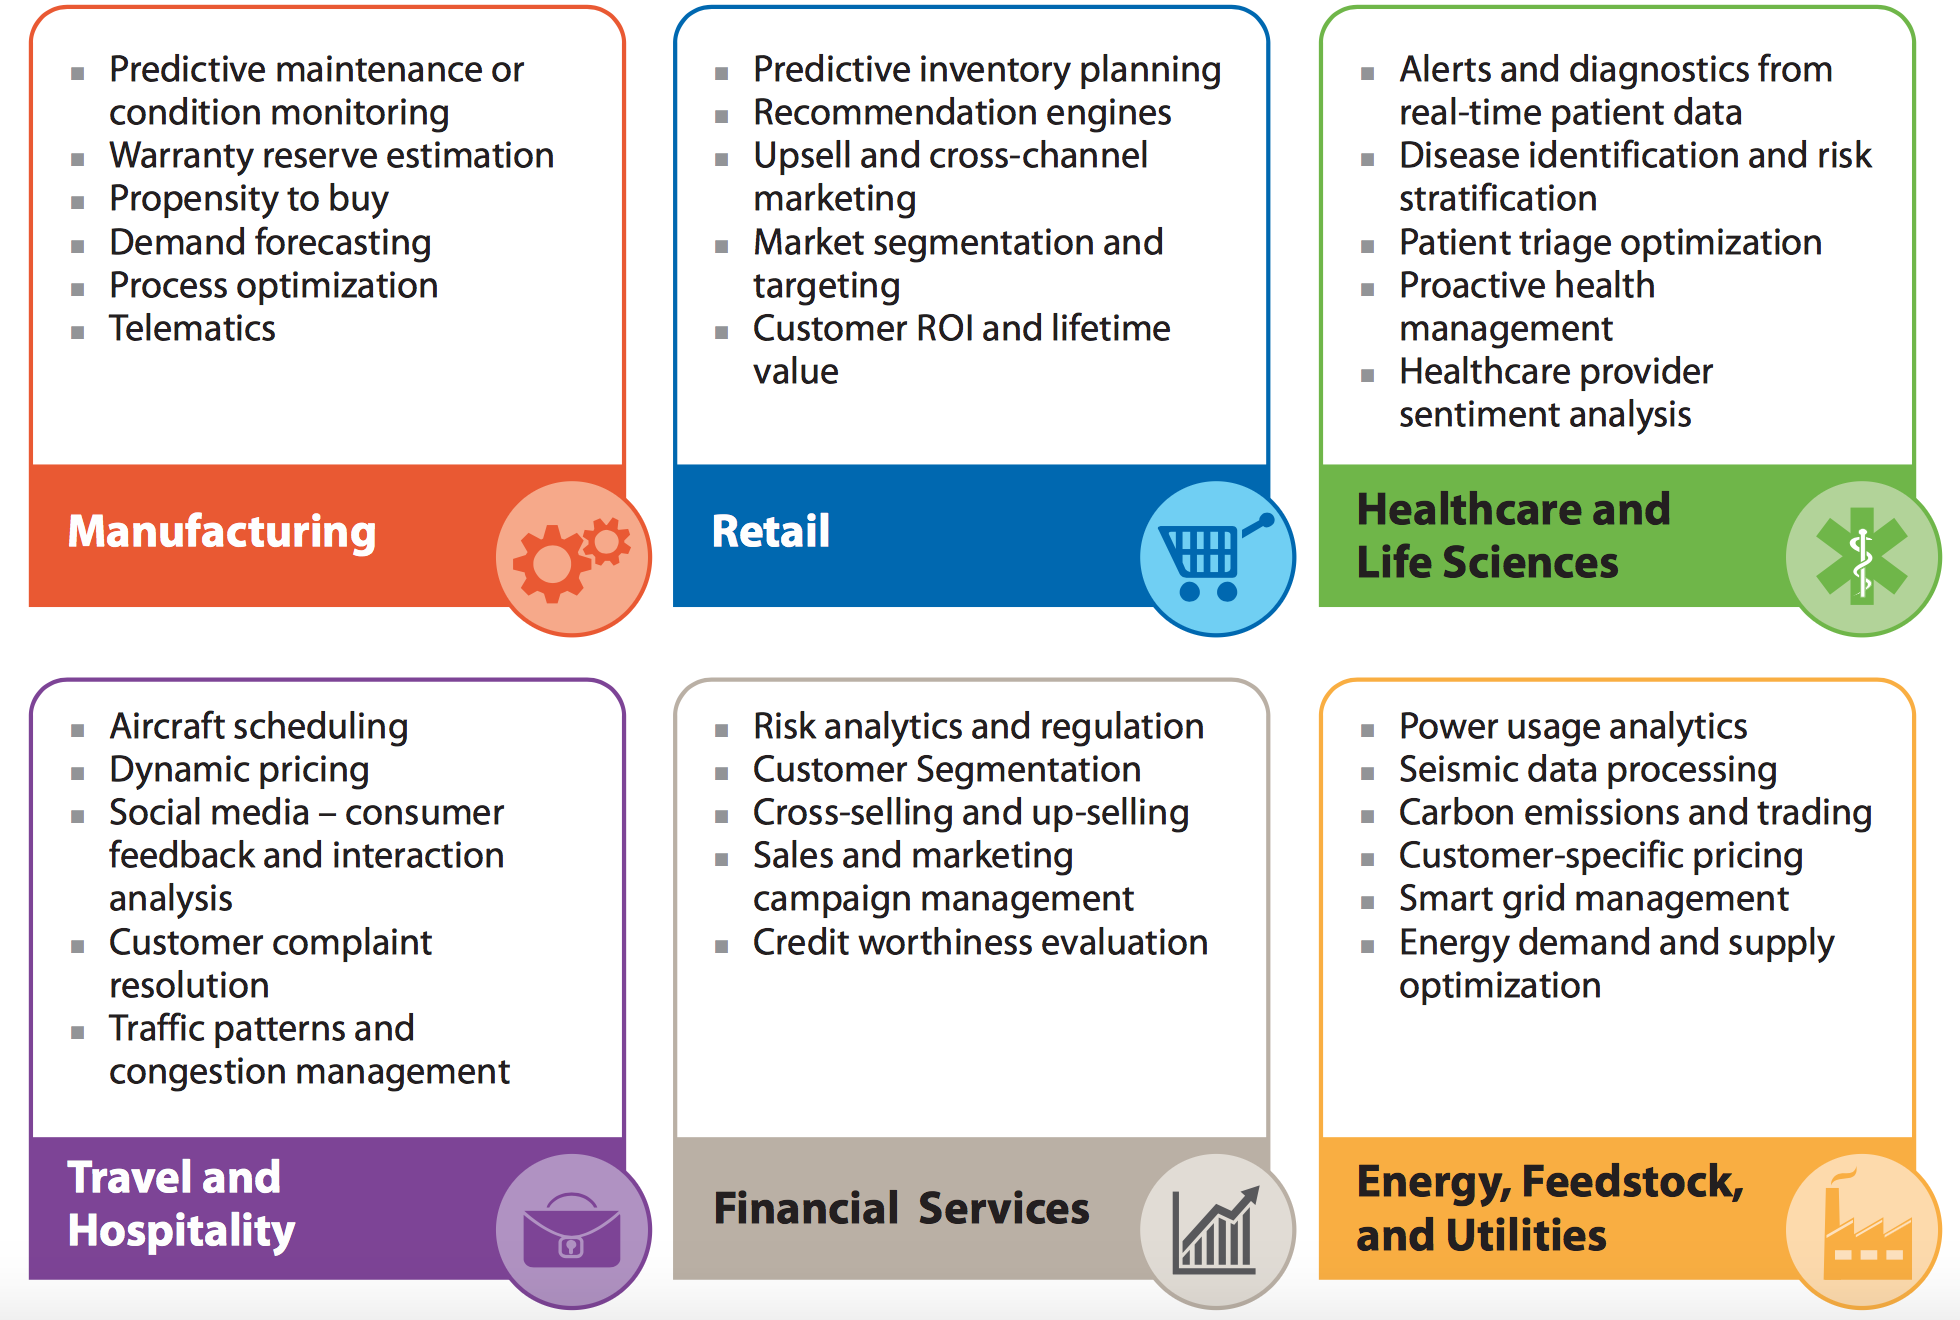 Predictive maintenance or
condition monitoring
Warranty reserve estimation
Propensity to buy
Demand forecasting
Process optimization
Telematics
Manufacturing
Predictive inventory planning
Recommendation engines
Upsell and cross-channel
marketing
Market segmentation and
targeting
Customer ROI and lifetime
value
Retail
Alerts and diagnostics from
real-time patient data
Disease identification and risk
stratification
Patient triage optimization
Proactive health
management
Healthcare provider
sentiment analysis
Healthcare and
Life Sciences
Aircraft scheduling
Dynamic pricing
Social media – consumer
feedback and interaction
analysis
Customer complaint
resolution
Traffic patterns and
congestion management
Travel and
Hospitality
Risk analytics and regulation
Customer Segmentation
Cross-selling and up-selling
Sales and marketing
campaign management
Credit worthiness evaluation
Financial Services
Power usage analytics
Seismic data processing
Carbon emissions and trading
Customer-specific pricing
Smart grid management
Energy demand and supply
optimization
Energy, Feedstock,
and Utilities